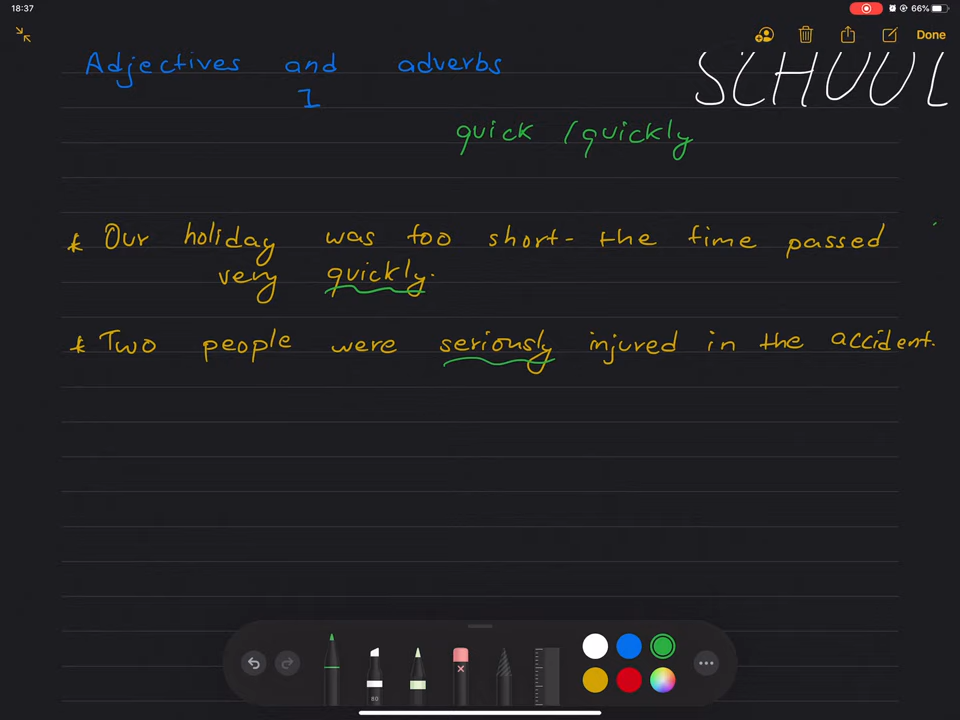 18:37
66%
Done
SCHOOL
Adjectives and adverbs
1
quick / quickly
* Our holiday was too short - the time passed
very quickly.
* Two people were seriously injured in the accident.
80